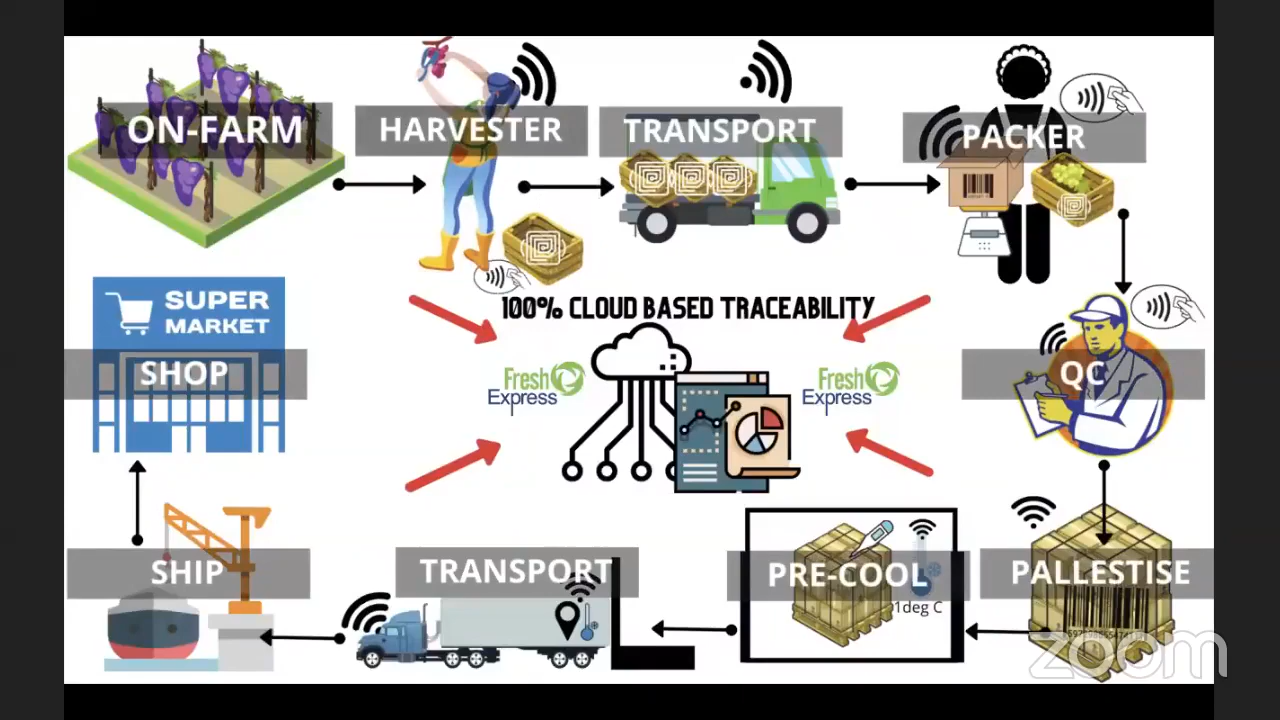 ON-FARM
HARVESTER
TRANSPORT
PACKER
100% CLOUD BASED TRACEABILITY
SUPER
MARKET
SHOP
Fresh
Express
Fresh
Express
QC
SHIP
TRANSPORT
PRE-COOL
1deg C
PALLESTISE
zoom